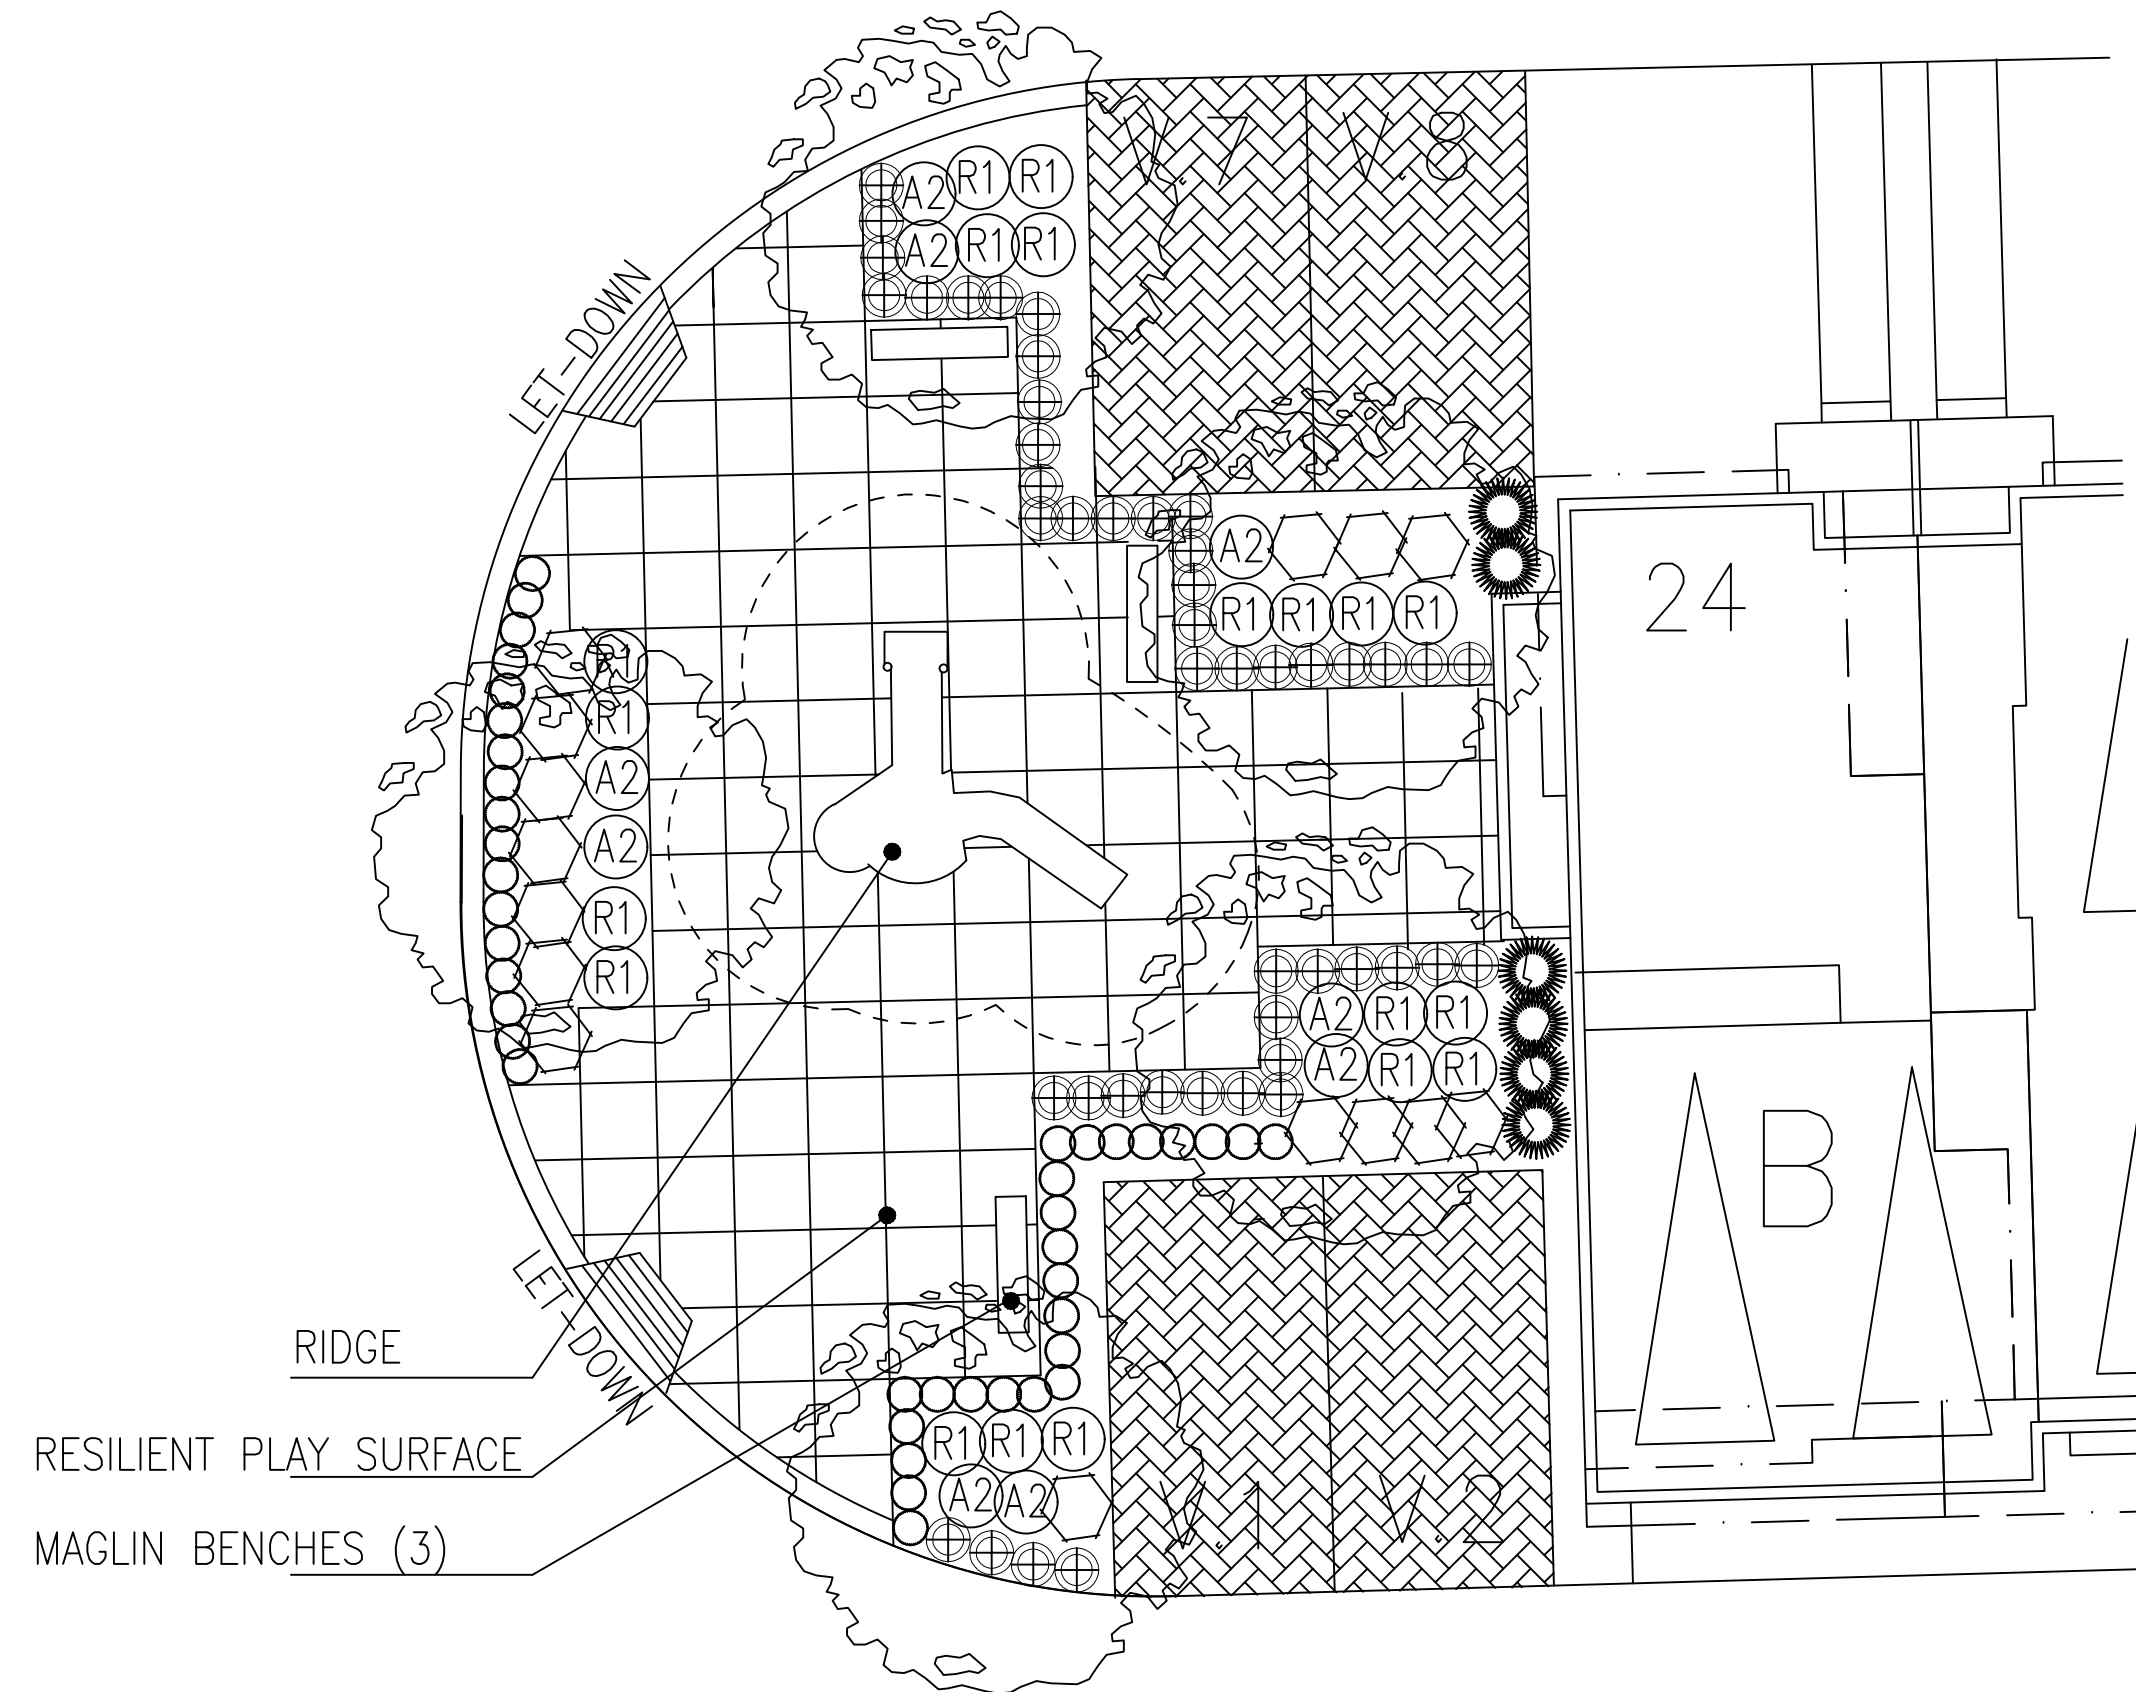 V.7 V.8
A2 R1 R1
A2 R1 R1
LET-DOWN
A2
R1 R1 R1 R1
24
R1
R1
A2
A2
R1
R1
A2 R1 R1
A2 R1 R1
B
LET-DOWN
RIDGE
RESILIENT PLAY SURFACE
MAGLIN BENCHES (3)
R1 R1 R1
A2 A2
V.1 V.2